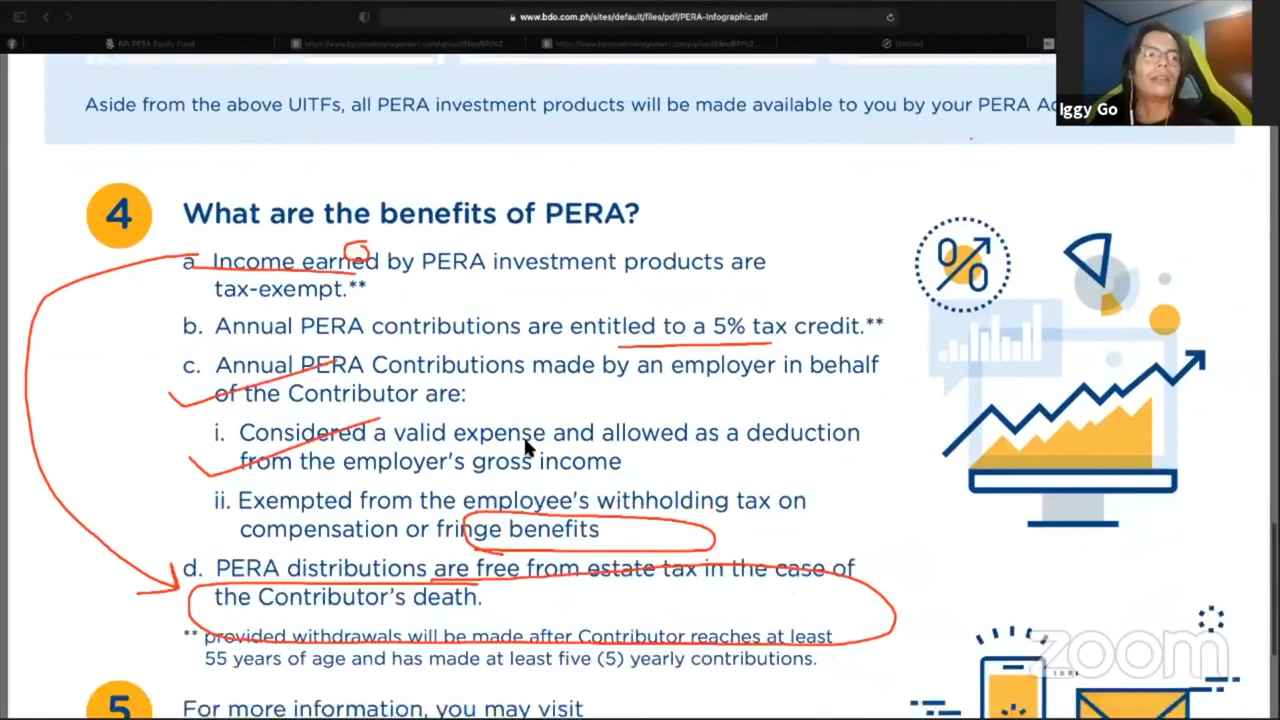 www.bdo.com.ph/sites/default/files/pdf/PERA-Infographic.pdf
BPI PERA Equity Fund
Untitled
Aside from the above UITFs, all PERA investment products will be made available to you by your PERA
Iggy Go
4
What are the benefits of PERA?
a Income earned by PERA investment products are
tax-exempt.**
b. Annual PERA contributions are entitled to a 5% tax credit.**
c. Annual PERA Contributions made by an employer in behalf
of the Contributor are:
i. Considered a valid expense and allowed as a deduction
from the employer's gross income
ii. Exempted from the employee's withholding tax on
compensation or fringe benefits
d. PERA distributions are free from estate tax in the case of
the Contributor's death.
** provided withdrawals will be made after Contributor reaches at least
55 years of age and has made at least five (5) yearly contributions.
zoom
5
For more information, you may visit